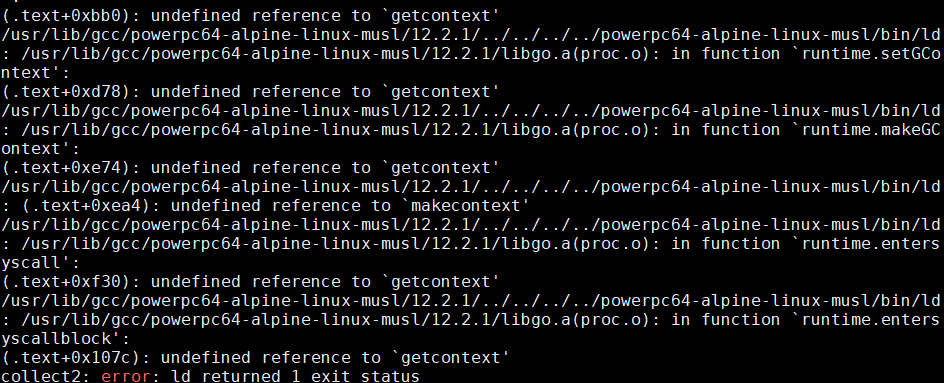 (.text+0xbb0): undefined reference to `getcontext'
/usr/lib/gcc/powerpc64-alpine-linux-musl/12.2.1/../../../../powerpc64-alpine-linux-musl/bin/ld
: /usr/lib/gcc/powerpc64-alpine-linux-musl/12.2.1/libgo.a(proc.o): in function `runtime.setGCo
ntext':
(.text+0xd78): undefined reference to `getcontext'
/usr/lib/gcc/powerpc64-alpine-linux-musl/12.2.1/../../../../powerpc64-alpine-linux-musl/bin/ld
: /usr/lib/gcc/powerpc64-alpine-linux-musl/12.2.1/libgo.a(proc.o): in function `runtime.makeGC
ontext':
(.text+0xe74): undefined reference to `getcontext'
/usr/lib/gcc/powerpc64-alpine-linux-musl/12.2.1/../../../../powerpc64-alpine-linux-musl/bin/ld
: (.text+0xea4): undefined reference to `makecontext'
/usr/lib/gcc/powerpc64-alpine-linux-musl/12.2.1/../../../../powerpc64-alpine-linux-musl/bin/ld
: /usr/lib/gcc/powerpc64-alpine-linux-musl/12.2.1/libgo.a(proc.o): in function `runtime.enters
yscall':
(.text+0xf30): undefined reference to `getcontext'
/usr/lib/gcc/powerpc64-alpine-linux-musl/12.2.1/../../../../powerpc64-alpine-linux-musl/bin/ld
: /usr/lib/gcc/powerpc64-alpine-linux-musl/12.2.1/libgo.a(proc.o): in function `runtime.enters
yscallblock':
(.text+0x107c): undefined reference to `getcontext'
collect2: error: ld returned 1 exit status